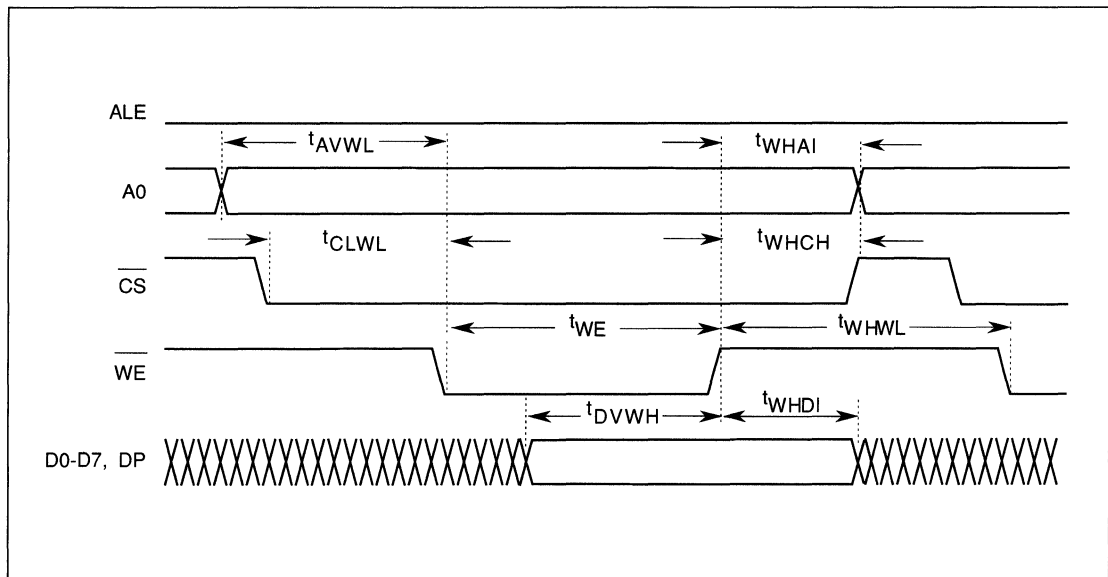 ALE
tAVWL tWHAI
A0
tCLWL tWHCH
CS
tWE tWHWL
WE
tDVWH tWHDI
D0-D7, DP